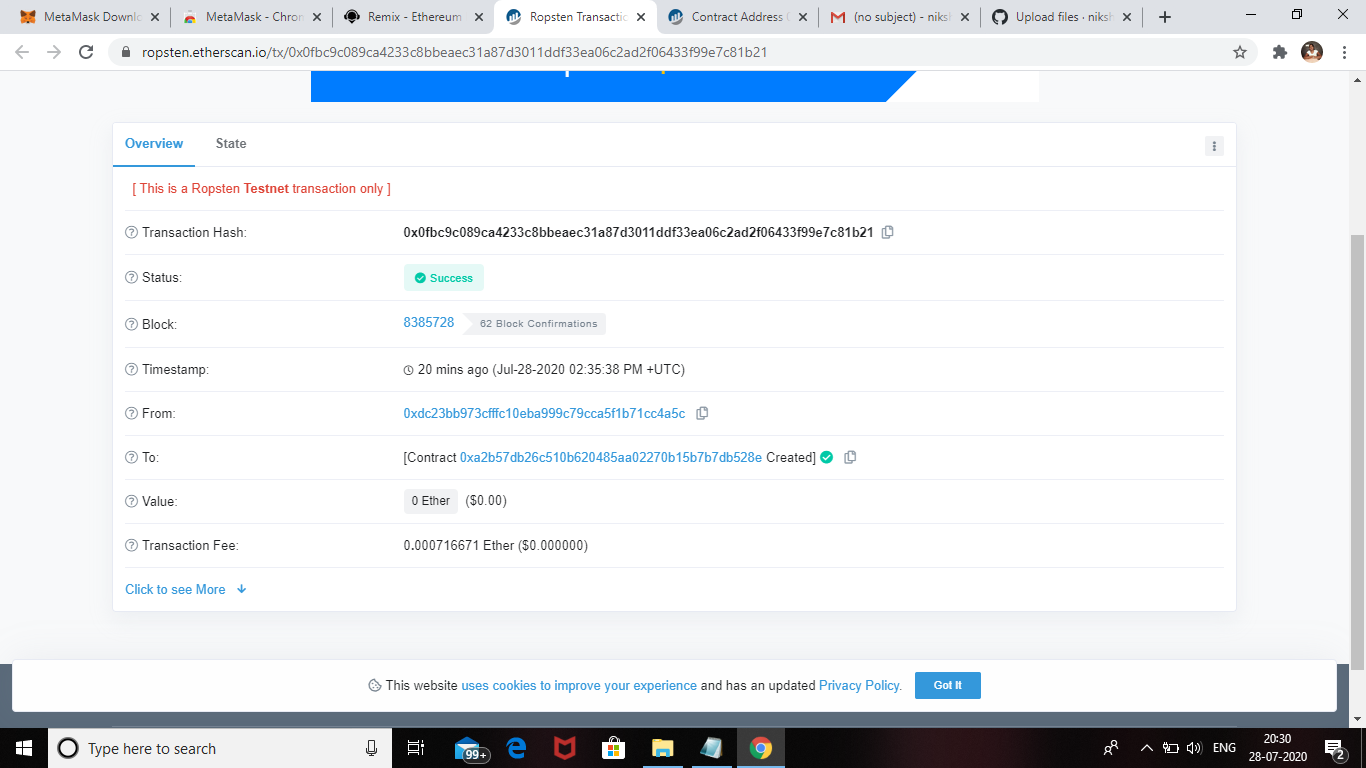 MetaMask Downlo
MetaMask - Chron
Remix - Ethereum
Ropsten Transactio
Contract Address
(no subject) - niksh
Upload files · niksh
ropsten.etherscan.io/tx/0x0fbc9c089ca4233c8bbeaec31a87d3011ddf33ea06c2ad2f06433f99e7c81b21
Overview State
[ This is a Ropsten Testnet transaction only ]
Transaction Hash: 0x0fbc9c089ca4233c8bbeaec31a87d3011ddf33ea06c2ad2f06433f99e7c81b21
Status: Success
Block: 8385728 62 Block Confirmations
Timestamp: 20 mins ago (Jul-28-2020 02:35:38 PM +UTC)
From: 0xdc23bb973cfffc10eba999c79cca5f1b71cc4a5c
To: [Contract 0xa2b57db26c510b620485aa02270b15b7b7db528e Created]
Value: 0 Ether ($0.00)
Transaction Fee: 0.000716671 Ether ($0.000000)
Click to see More
This website uses cookies to improve your experience and has an updated Privacy Policy. Got It
Type here to search
99+
ENG
20:30
28-07-2020
2